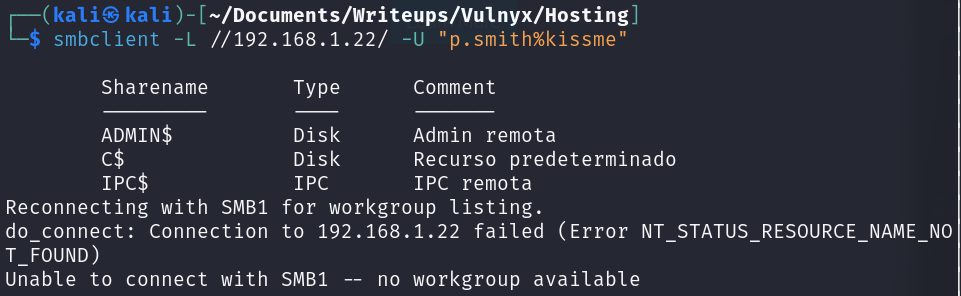 ┌──(kali㉿kali)-[~/Documents/Writeups/Vulnyx/Hosting]
└─$ smbclient -L //192.168.1.22/ -U "p.smith%kissme"
Sharename Type Comment
--------- ---- -------
ADMIN$ Disk Admin remota
C$ Disk Recurso predeterminado
IPC$ IPC IPC remota
Reconnecting with SMB1 for workgroup listing.
do_connect: Connection to 192.168.1.22 failed (Error NT_STATUS_RESOURCE_NAME_NO
T_FOUND)
Unable to connect with SMB1 -- no workgroup available